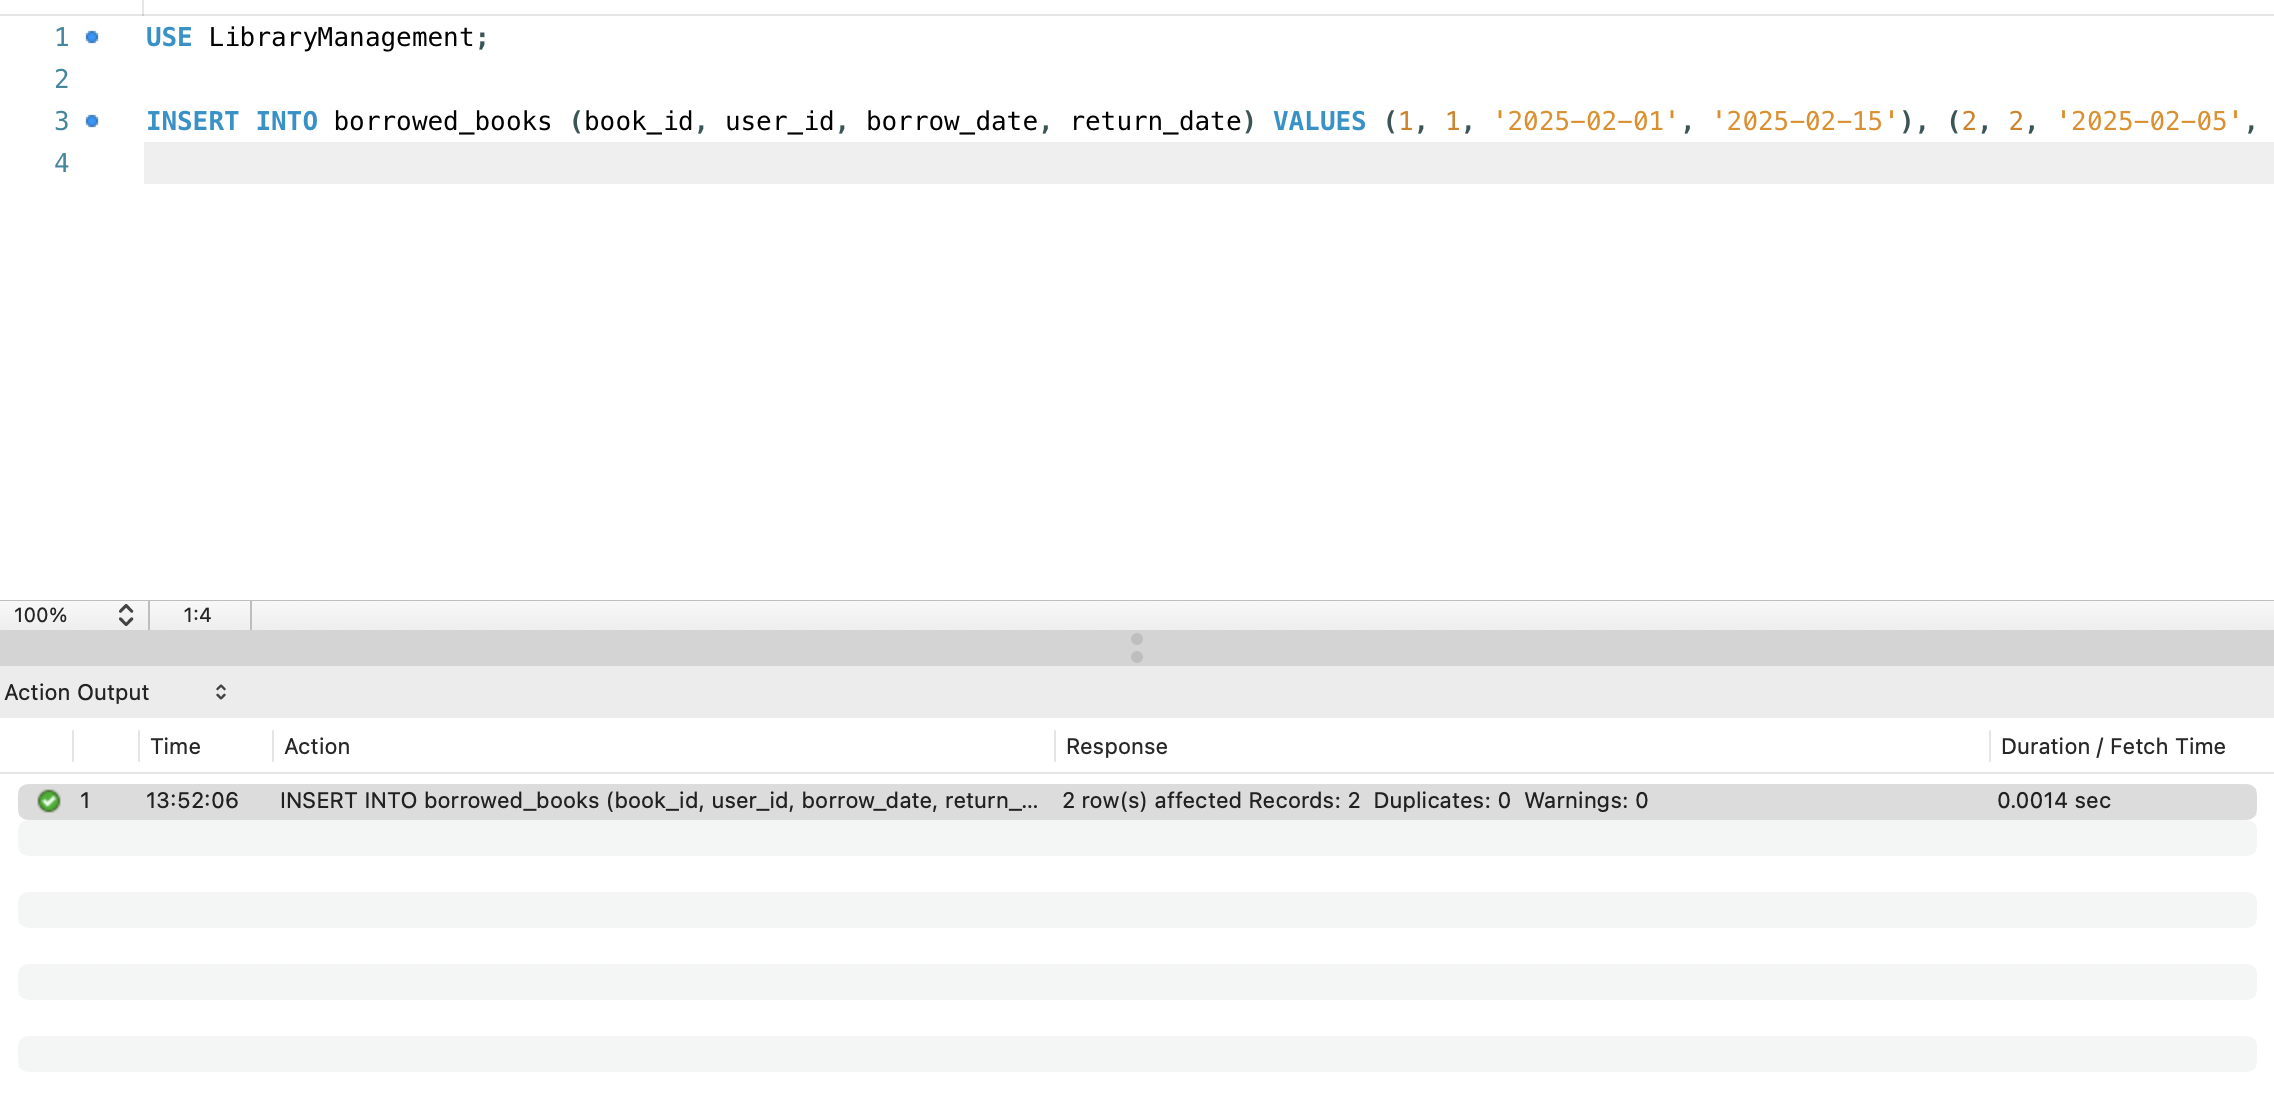 1 USE LibraryManagement;
2
3 INSERT INTO borrowed_books (book_id, user_id, borrow_date, return_date) VALUES (1, 1, '2025-02-01', '2025-02-15'), (2, 2, '2025-02-05',
4
100% 1:4
Action Output
Time Action Response Duration / Fetch Time
1 13:52:06 INSERT INTO borrowed_books (book_id, user_id, borrow_date, return_... 2 row(s) affected Records: 2 Duplicates: 0 Warnings: 0 0.0014 sec